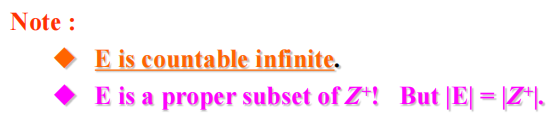 Note :
◆ E is countable infinite.
◆ E is a proper subset of Z⁺! But |E| = |Z⁺|.